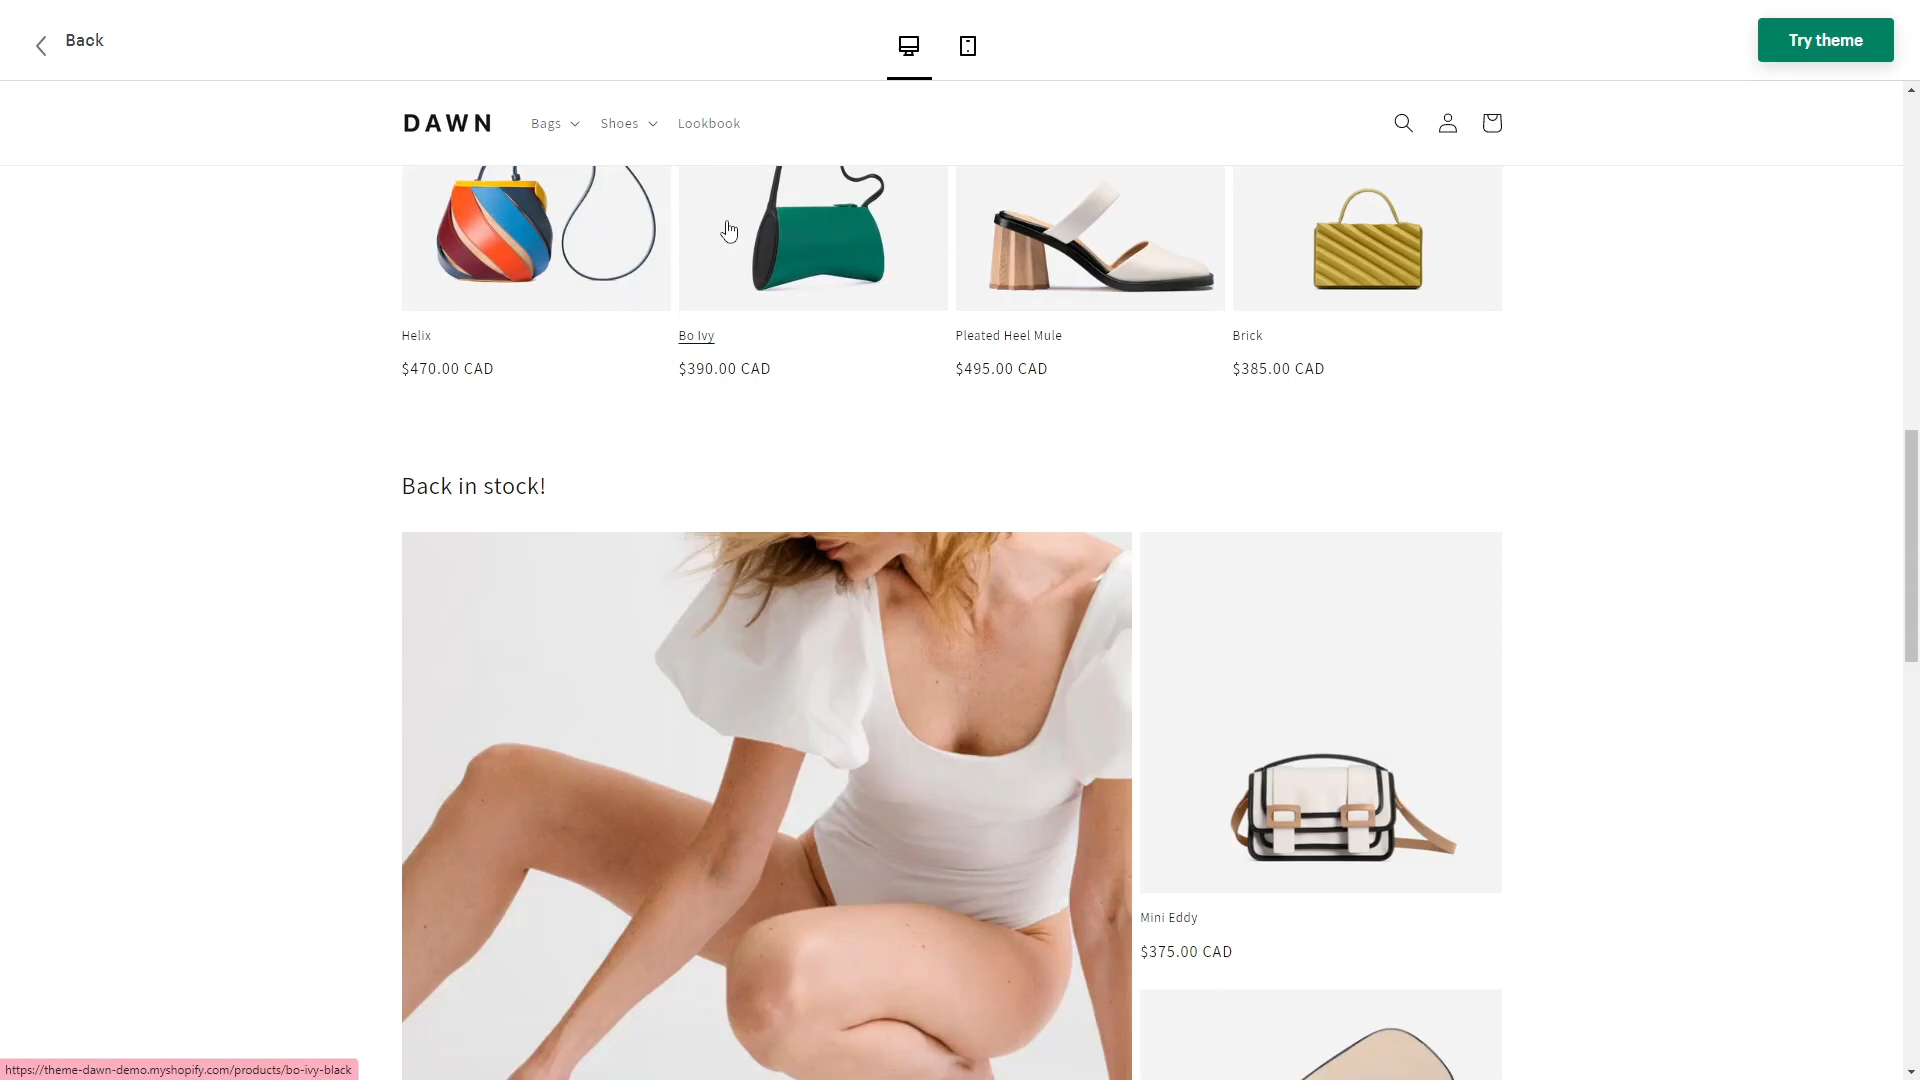 Back
Try theme
DAWN
Bags
Shoes
Lookbook
Helix
Bo Ivy
Pleated Heel Mule
Brick
$470.00 CAD
$390.00 CAD
$495.00 CAD
$385.00 CAD
Back in stock!
Mini Eddy
$375.00 CAD
https://theme-dawn-demo.myshopify.com/products/bo-ivy-black